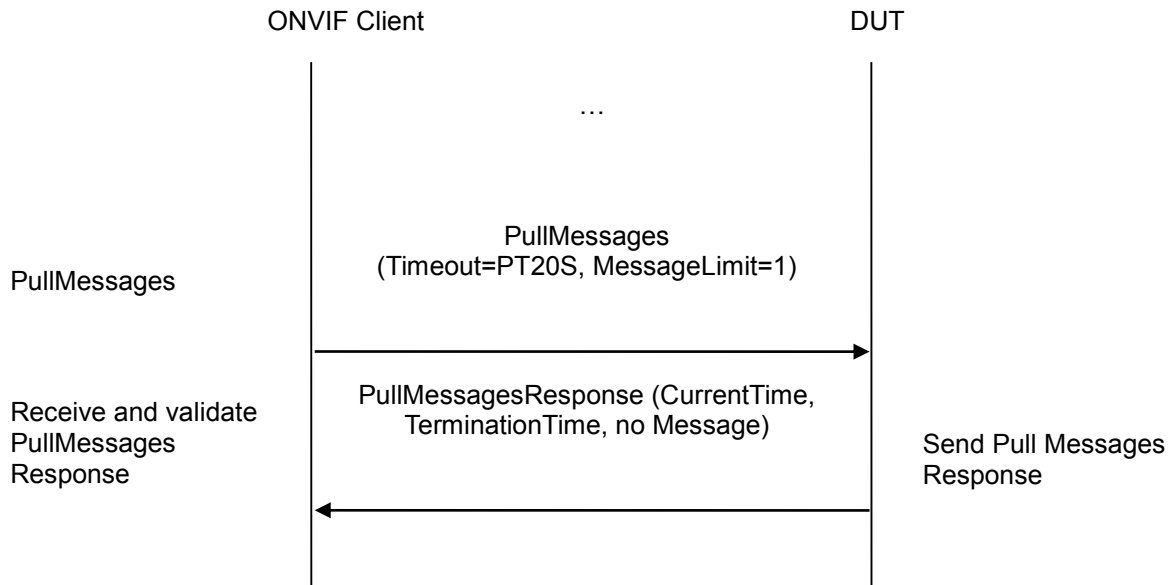 ONVIF Client
DUT
…
PullMessages
(Timeout=PT20S, MessageLimit=1)
PullMessages
PullMessagesResponse (CurrentTime,
TerminationTime, no Message)
Receive and validate
PullMessages
Response
Send Pull Messages
Response